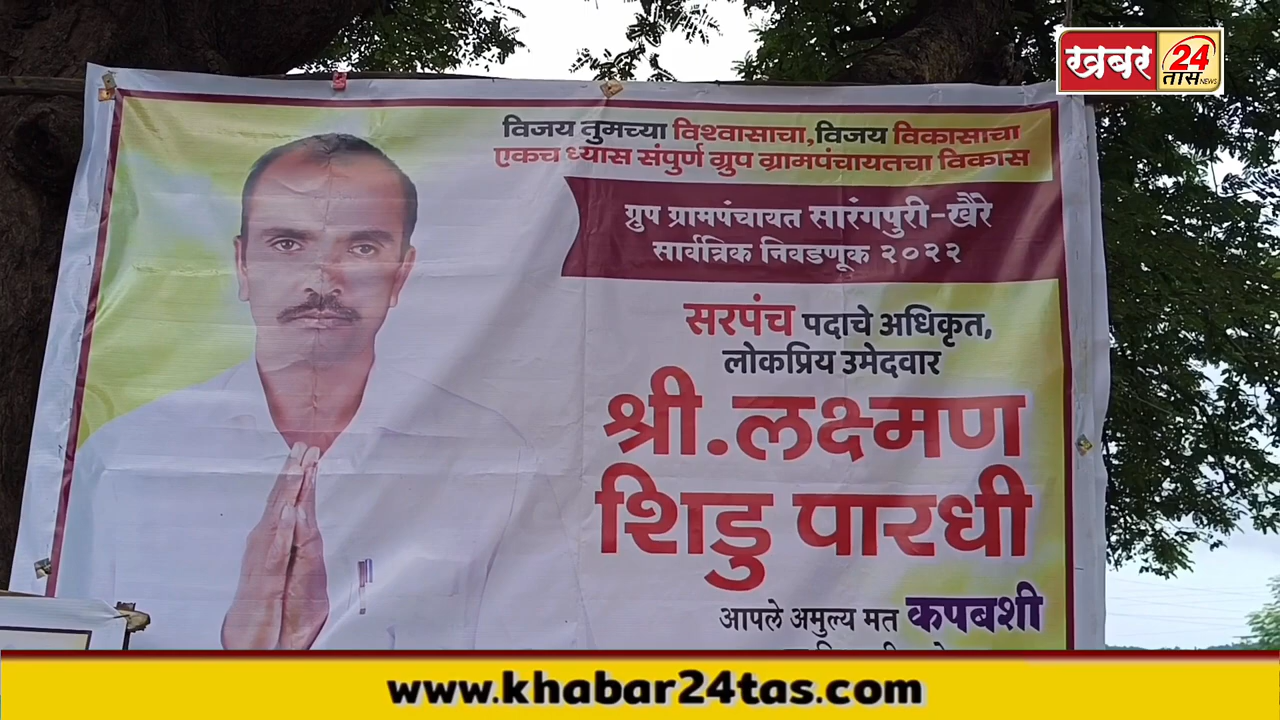 खबर
24
तास NEWS
विजय तुमच्या विश्वासाचा,विजय विकासाचा
एकच ध्यास संपुर्ण ग्रुप ग्रामपंचायतचा विकास
ग्रुप ग्रामपंचायत सारंगपुरी-खैरे
सार्वत्रिक निवडणूक २०२२
सरपंच पदाचे अधिकृत,
लोकप्रिय उमेदवार
श्री.लक्ष्मण
शिडु पारधी
आपले अमुल्य मत कपबशी
www.khabar24tas.com